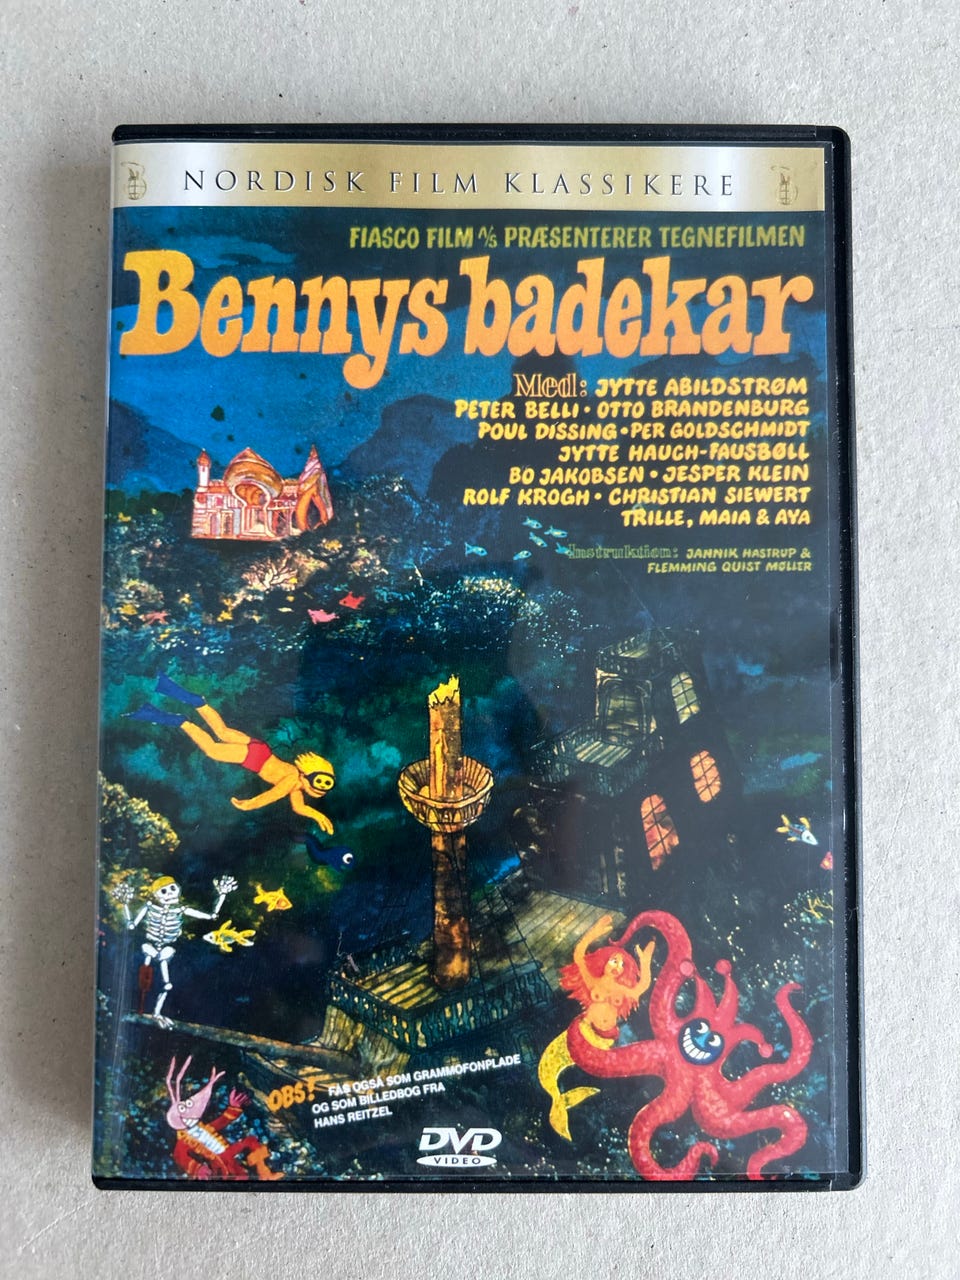 NORDISK FILM KLASSIKERE
FIASCO FILM A/S PRÆSENTERER TEGNEFILMEN
Bennys badekar
Med: JYTTE ABILDSTRØM
PETER BELLI • OTTO BRANDENBURG
POUL DISSING • PER GOLDSCHMIDT
JYTTE HAUCH-FAUSBØLL
BO JAKOBSEN • JESPER KLEIN
ROLF KROGH • CHRISTIAN SIEWERT
TRILLE, MAIA & AYA
Instruktion: JANNIK HASTRUP &
FLEMMING QUIST MØLLER
OBS! FÅS OGSÅ SOM GRAMMOFONPLADE
OG SOM BILLEDBOG FRA
HANS REITZEL
DVD
VIDEO